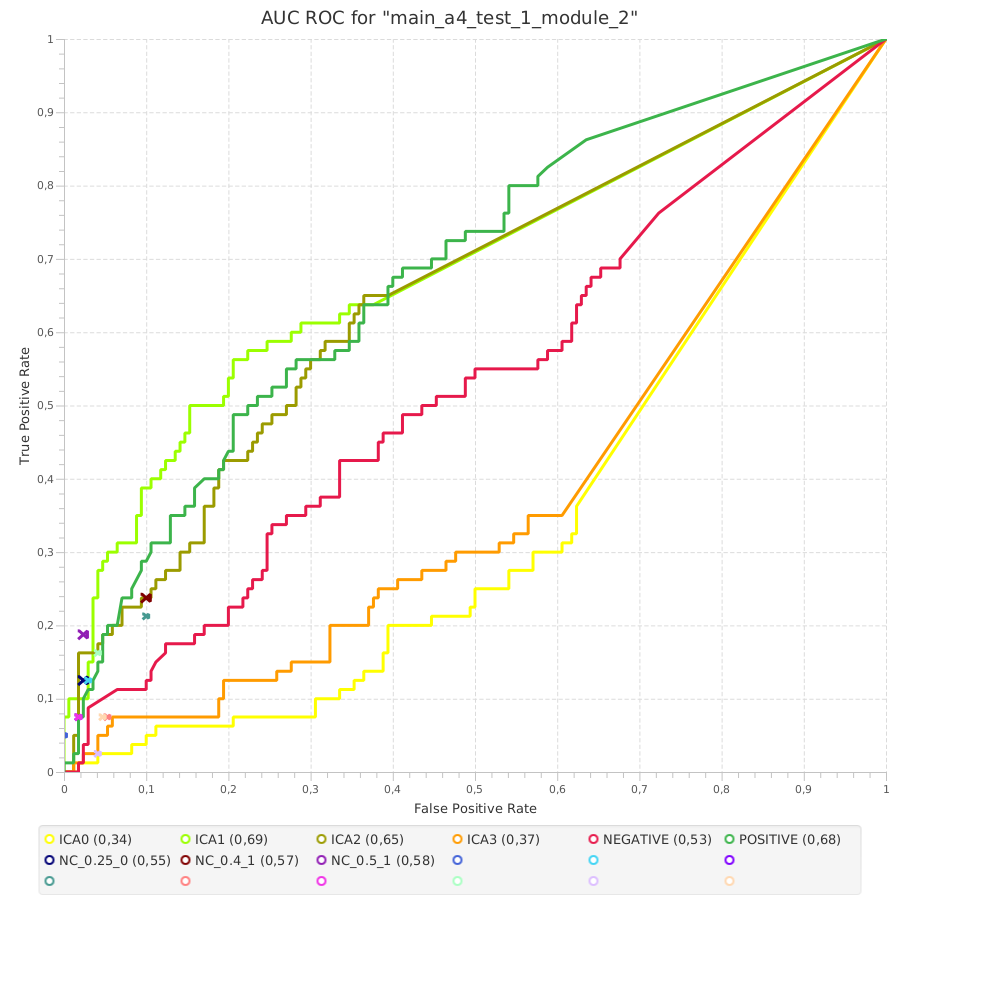 AUC ROC for "main_a4_test_1_module_2"
1
0,9
0,8
0,7
0,6
0,5
0,4
0,3
0,2
0,1
0
True Positive Rate
0 0,1 0,2 0,3 0,4 0,5 0,6 0,7 0,8 0,9 1
False Positive Rate
ICA0 (0,34) ICA1 (0,69) ICA2 (0,65) ICA3 (0,37) NEGATIVE (0,53) POSITIVE (0,68)
NC_0.25_0 (0,55) NC_0.4_1 (0,57) NC_0.5_1 (0,58)